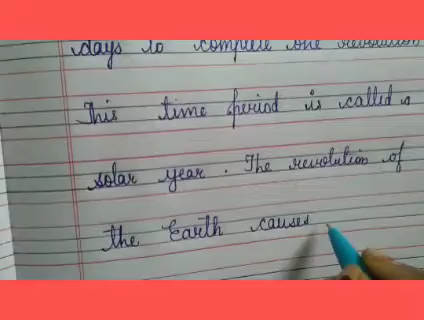 days to complete one revolution
This time period is called a
solar year. The revolution of
the Earth causes